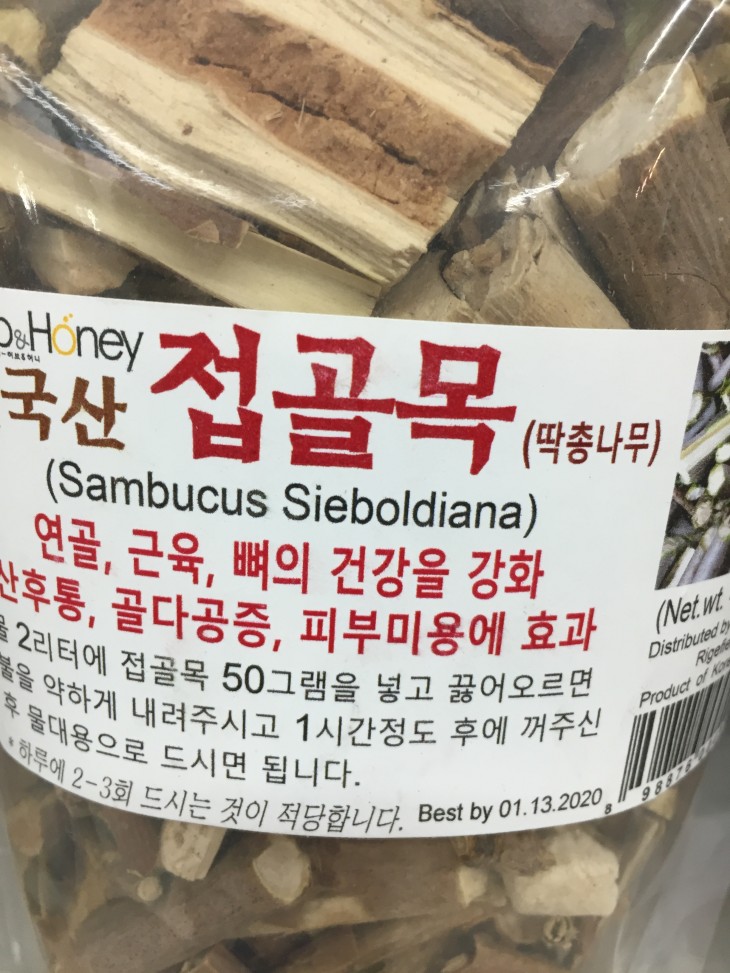 &Honey
국산 접골목 (딱총나무)
(Sambucus Sieboldiana)
연골, 근육, 뼈의 건강을 강화
산후통, 골다공증, 피부미용에 효과
물 2리터에 접골목 50그램을 넣고 끓어오르면
불을 약하게 내려주시고 1시간정도 후에 꺼주신
후 물대용으로 드시면 됩니다.
* 하루에 2-3회 드시는 것이 적당합니다.
Best by 01.13.2020
(Net.wt.
Distributed by
Product of